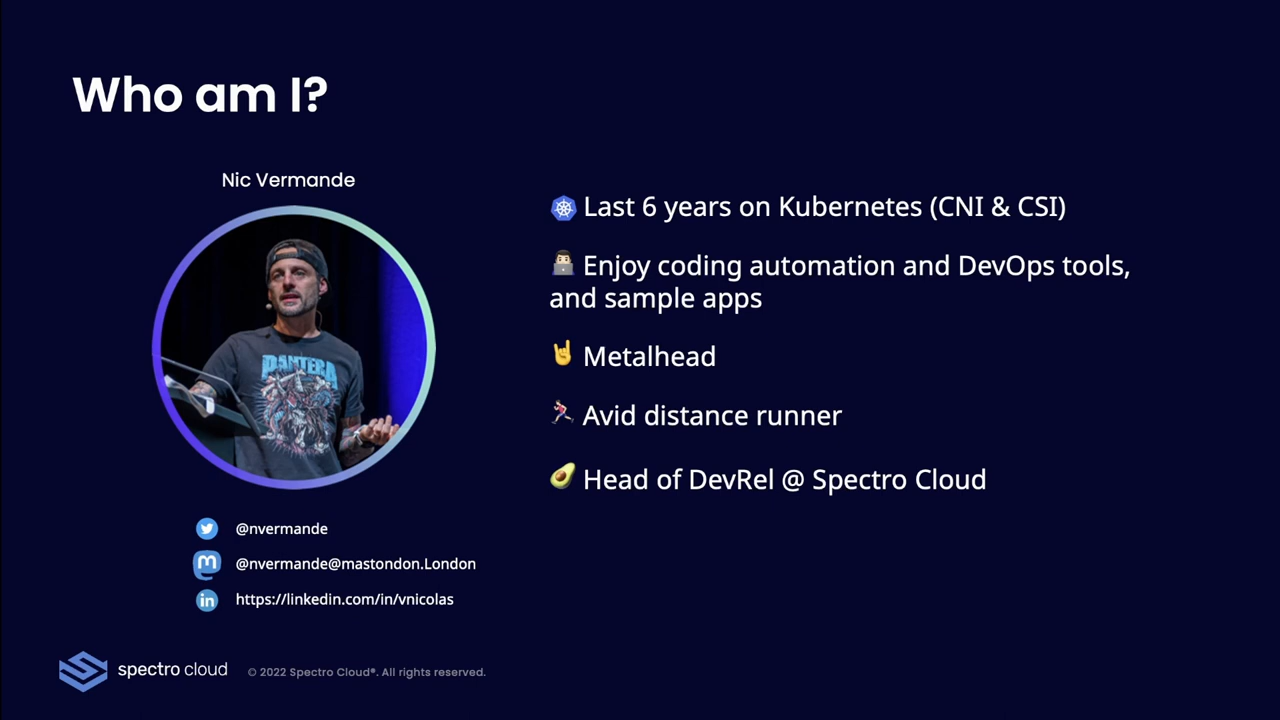 Who am I?
Nic Vermande
PANTERA
@nvermande
@nvermande@mastondon.London
https://linkedin.com/in/vnicolas
Last 6 years on Kubernetes (CNI & CSI)
Enjoy coding automation and DevOps tools,
and sample apps
Metalhead
Avid distance runner
Head of DevRel @ Spectro Cloud
spectro cloud
© 2022 Spectro Cloud®. All rights reserved.